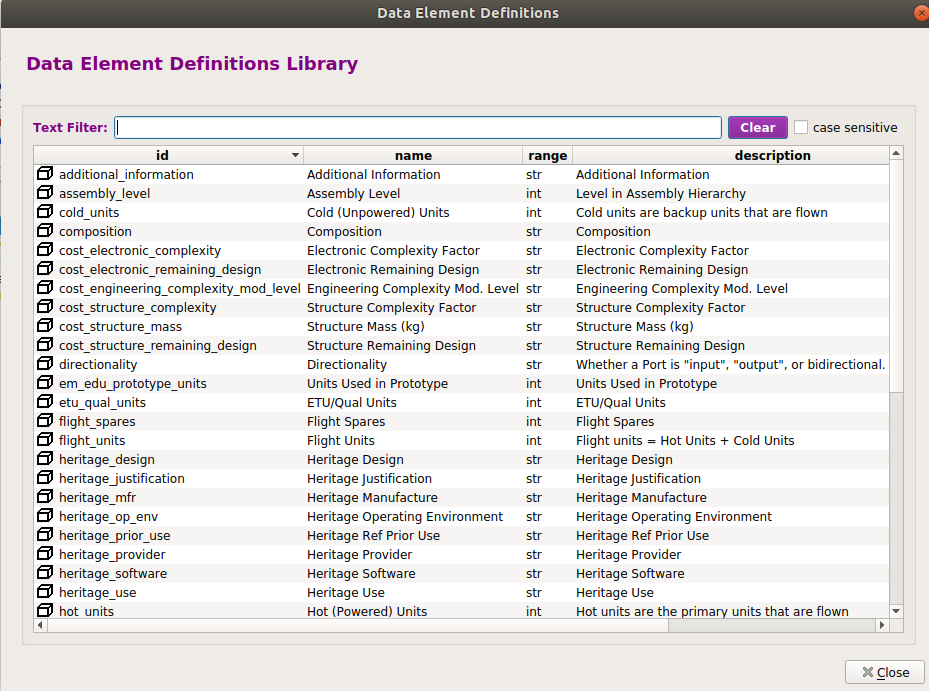 Data Element Definitions
Data Element Definitions Library
Text Filter: Clear case sensitive
id name range description
additional_information Additional Information str Additional Information
assembly_level Assembly Level int Level in Assembly Hierarchy
cold_units Cold (Unpowered) Units int Cold units are backup units that are flown
composition Composition str Composition
cost_electronic_complexity Electronic Complexity Factor str Electronic Complexity Factor
cost_electronic_remaining_design Electronic Remaining Design str Electronic Remaining Design
cost_engineering_complexity_mod_level Engineering Complexity Mod. Level str Engineering Complexity Mod. Level
cost_structure_complexity Structure Complexity Factor str Structure Complexity Factor
cost_structure_mass Structure Mass (kg) str Structure Mass (kg)
cost_structure_remaining_design Structure Remaining Design str Structure Remaining Design
directionality Directionality str Whether a Port is "input", "output", or bidirectional.
em_edu_prototype_units Units Used in Prototype int Units Used in Prototype
etu_qual_units ETU/Qual Units int ETU/Qual Units
flight_spares Flight Spares int Flight Spares
flight_units Flight Units int Flight units = Hot Units + Cold Units
heritage_design Heritage Design str Heritage Design
heritage_justification Heritage Justification str Heritage Justification
heritage_mfr Heritage Manufacture str Heritage Manufacture
heritage_op_env Heritage Operating Environment str Heritage Operating Environment
heritage_prior_use Heritage Ref Prior Use str Heritage Ref Prior Use
heritage_provider Heritage Provider str Heritage Provider
heritage_software Heritage Software str Heritage Software
heritage_use Heritage Use str Heritage Use
hot_units Hot (Powered) Units int Hot units are the primary units that are flown
Close